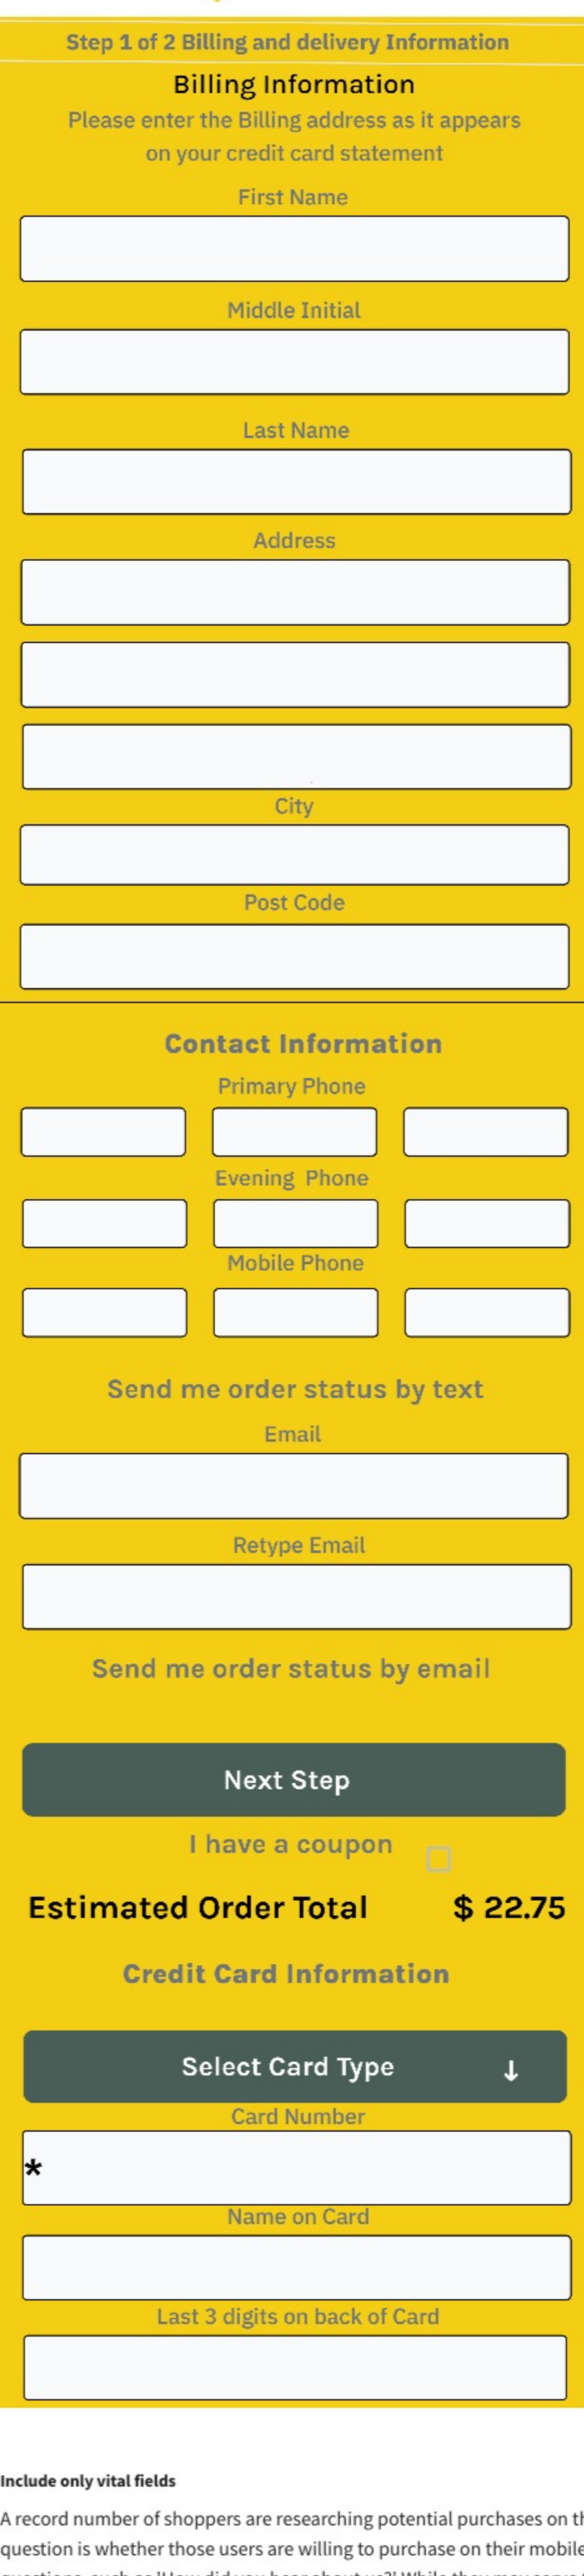 Step 1 of 2 Billing and delivery Information
Billing Information
Please enter the Billing address as it appears
on your credit card statement
First Name
Middle Initial
Last Name
Address
City
Post Code
Contact Information
Primary Phone
Evening Phone
Mobile Phone
Send me order status by text
Email
Retype Email
Send me order status by email
Next Step
I have a coupon
Estimated Order Total $ 22.75
Credit Card Information
Select Card Type ↓
Card Number
*
Name on Card
Last 3 digits on back of Card
Include only vital fields
A record number of shoppers are researching potential purchases on
question is whether those users are willing to purchase on their mobile